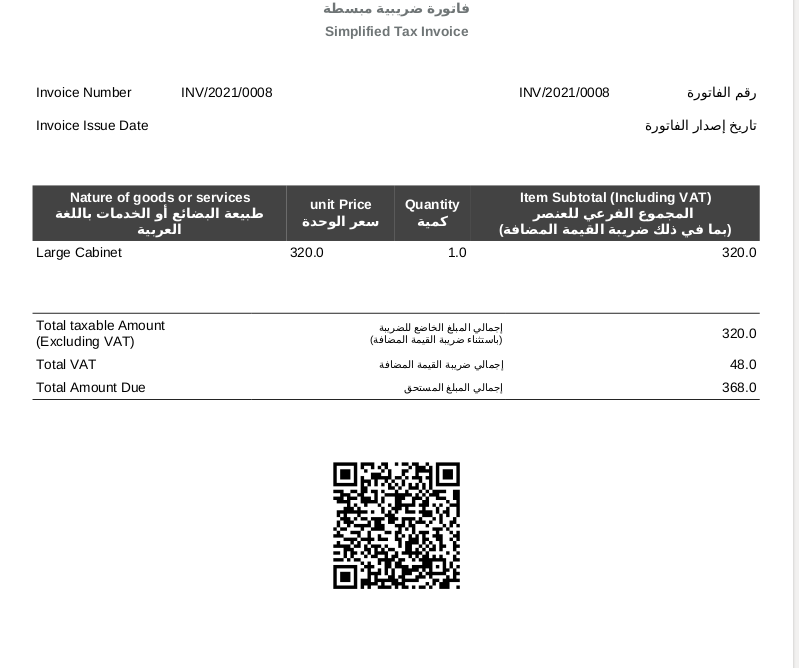 فاتورة ضريبية مبسطة
Simplified Tax Invoice
Invoice Number INV/2021/0008 INV/2021/0008 رقم الفاتورة
Invoice Issue Date تاريخ إصدار الفاتورة
Nature of goods or services
طبيعة البضائع أو الخدمات باللغة
العربية
unit Price
سعر الوحدة
Quantity
كمية
Item Subtotal (Including VAT)
المجموع الفرعي للعنصر
(بما في ذلك ضريبة القيمة المضافة)
Large Cabinet 320.0 1.0 320.0
Total taxable Amount
(Excluding VAT)
إجمالي المبلغ الخاضع للضريبة
(باستثناء ضريبة القيمة المضافة)
320.0
Total VAT إجمالي ضريبة القيمة المضافة 48.0
Total Amount Due إجمالي المبلغ المستحق 368.0